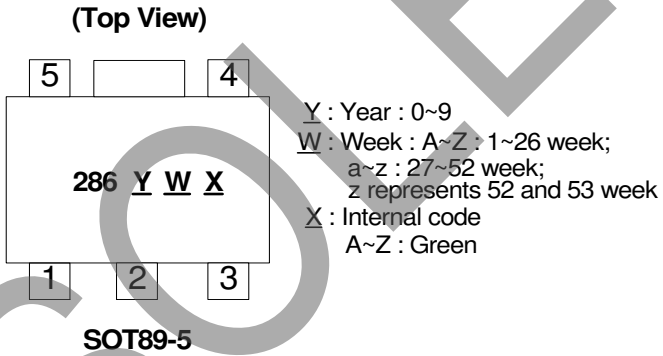 (Top View)
5 4
286 Y W X
1 2 3
SOT89-5
Y : Year : 0~9
W : Week : A~Z : 1~26 week;
a~z : 27~52 week;
z represents 52 and 53 week
X : Internal code
A~Z : Green